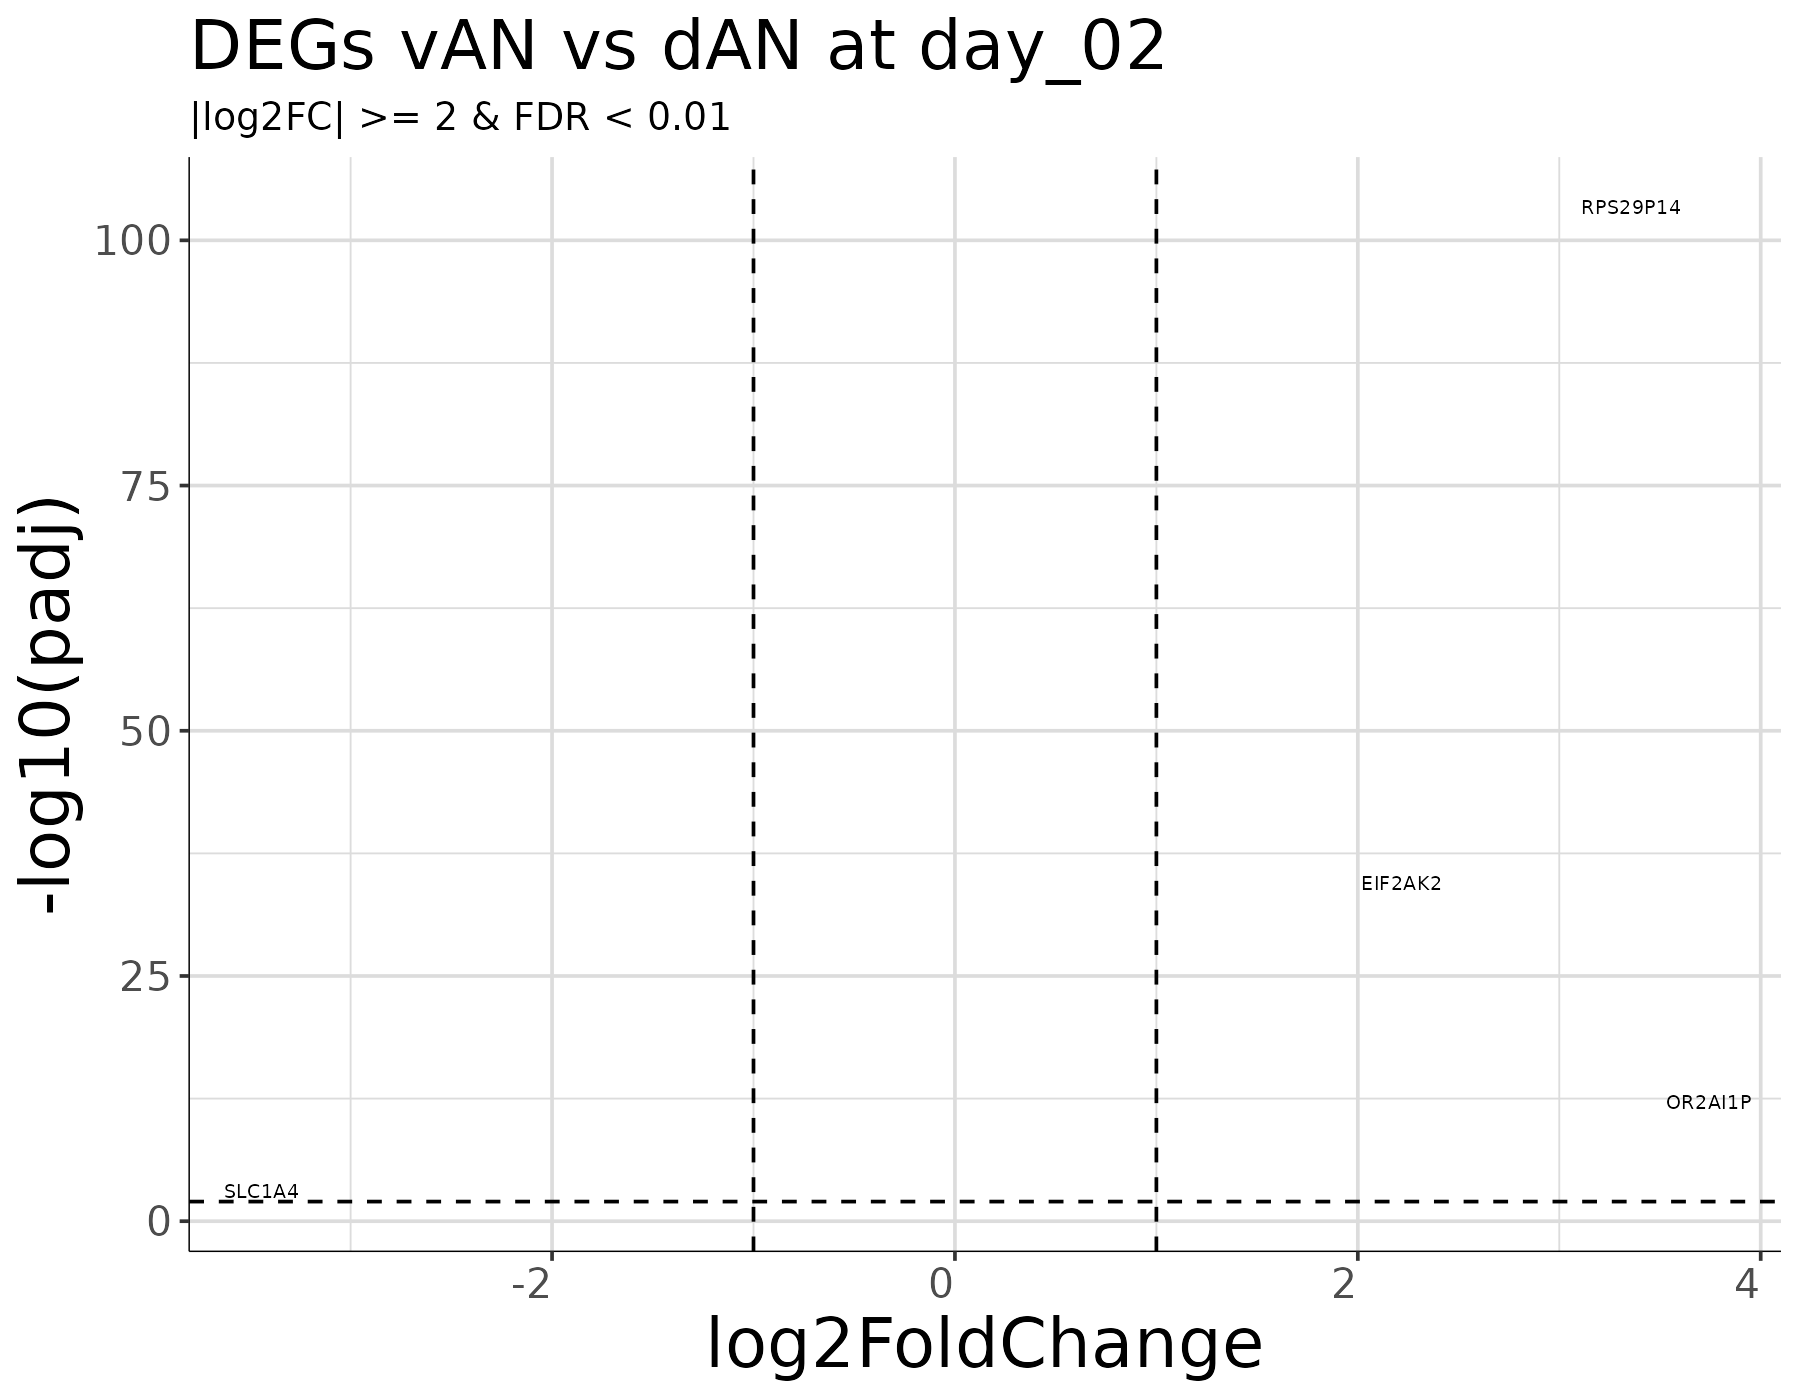 DEGs vAN vs dAN at day_02
|log2FC| >= 2 & FDR < 0.01
-log10(padj)
100
75
50
25
0
RPS29P14
EIF2AK2
OR2AI1P
SLC1A4
-2
0
2
4
log2FoldChange